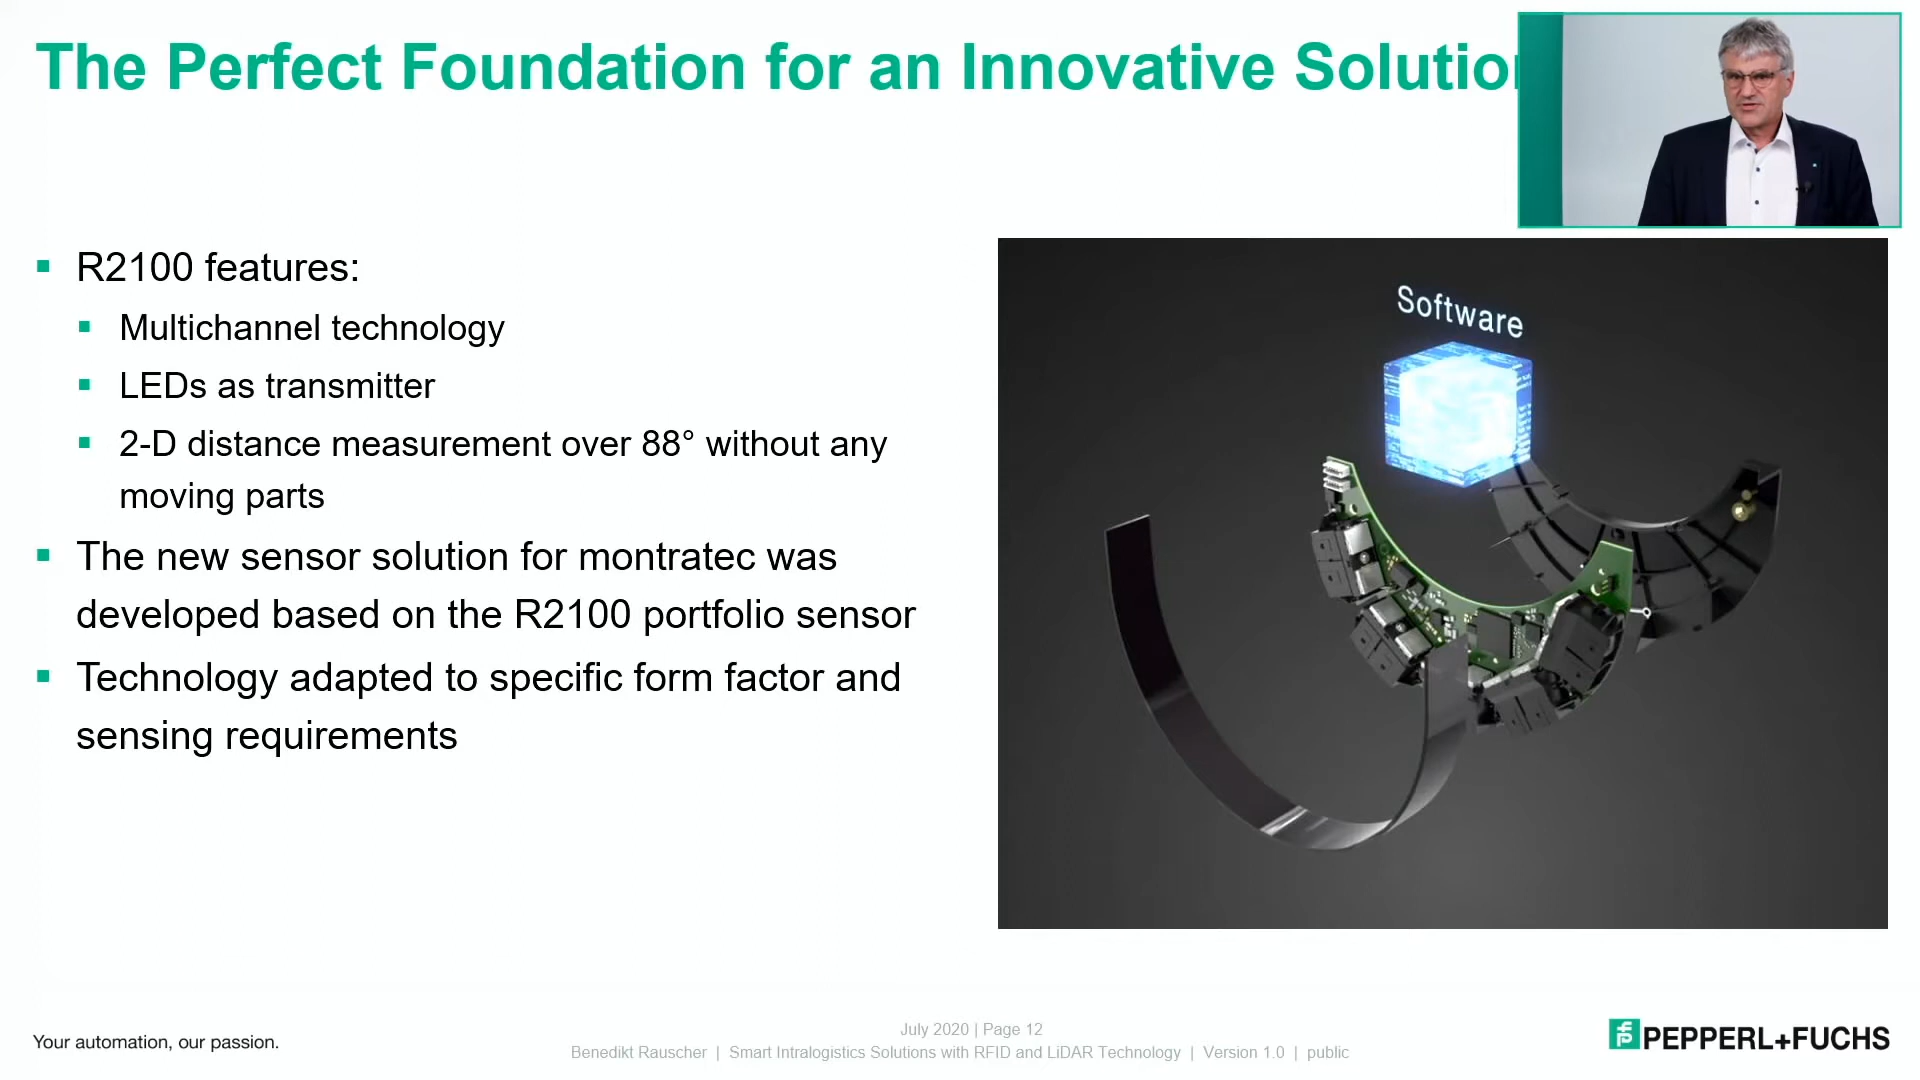 The Perfect Foundation for an Innovative Solution
R2100 features:
Multichannel technology
LEDs as transmitter
2-D distance measurement over 88° without any
moving parts
The new sensor solution for montratec was
developed based on the R2100 portfolio sensor
Technology adapted to specific form factor and
sensing requirements
Software
Your automation, our passion.
July 2020 | Page 12
Benedikt Rauscher | Smart Intralogistics Solutions with RFID and LiDAR Technology | Version 1.0 | public
PEPPERL+FUCHS